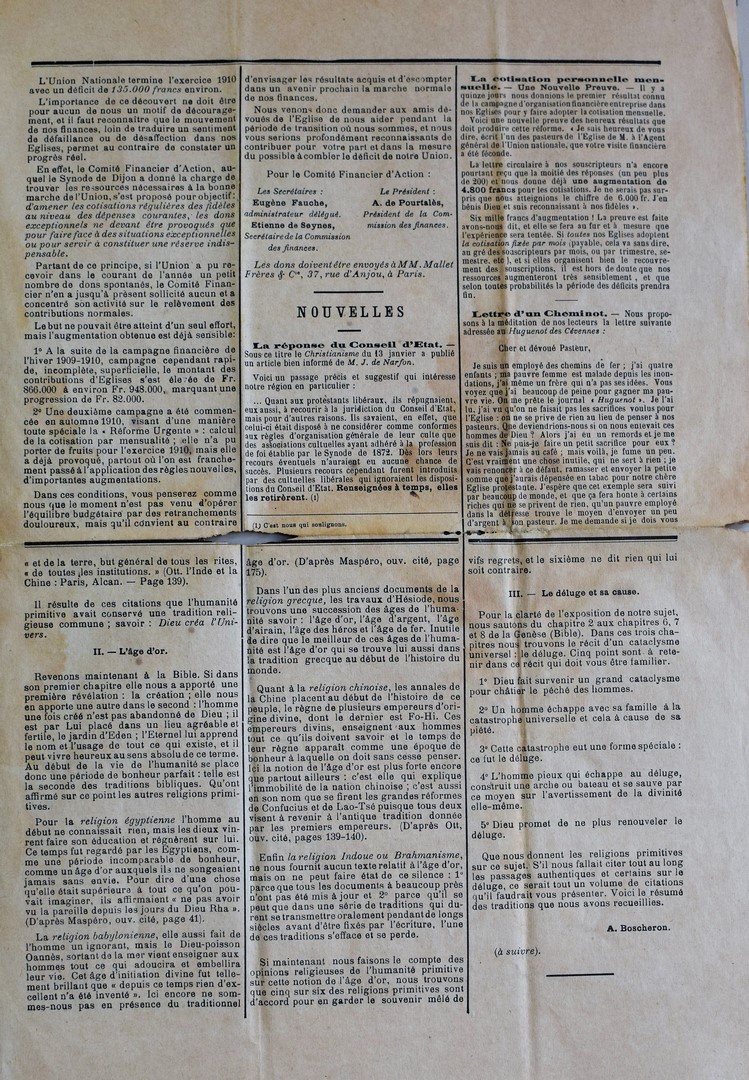 L'Union Nationale termine l'exercice 1910
avec un déficit de 135.000 francs environ.
L'importance de ce découvert ne doit être
pour aucun de nous un motif de décourage-
ment, et il faut reconnaître que le mouvement
de nos finances, loin de traduire un sentiment
de défaillance ou de désaffection dans nos
Eglises, permet au contraire de constater un
progrès réel.
En effet, le Comité Financier d'Action, au-
quel le Synode de Dijon a donné la charge de
trouver les ressources nécessaires à la bonne
marche de l'Union, s'est proposé pour objectif:
d'amener les cotisations régulières des fidèles
au niveau des dépenses courantes, les dons
exceptionnels ne devant être provoqués que
pour faire face à des situations exceptionnelles
ou pour servir à constituer une réserve indis-
pensable.
Partant de ce principe, si l'Union a pu re-
cevoir dans le courant de l'année un petit
nombre de dons spontanés, le Comité Finan-
cier n'en a jusqu'à présent sollicité aucun et a
concentré son activité sur le relèvement des
contributions normales.
Le but ne pouvait être atteint d'un seul effort,
mais l'augmentation obtenue est déjà sensible:
1° A la suite de la campagne financière de
l'hiver 1909-1910, campagne cependant rapi-
de, incomplète, superficielle, le montant des
contributions d'Eglises s'est élevée de Fr.
866.000 à environ Fr. 948.000, marquant une
progression de Fr. 82.000.
2° Une deuxième campagne a été commen-
cée en automne 1910, visant d'une manière
toute spéciale la « Réforme Urgente » : calcul
de la cotisation par mensualité ; elle n'a pu
porter de fruits pour l'exercice 1910, mais elle
a déjà provoqué, partout où l'on est franche-
ment passé à l'application des règles nouvelles,
d'importantes augmentations.
Dans ces conditions, vous penserez comme
nous que le moment n'est pas venu d'opérer
l'équilibre budgétaire par des retranchements
douloureux, mais qu'il convient au contraire
d'envisager les résultats acquis et d'escompter
dans un avenir prochain la marche normale
de nos finances.
Nous venons donc demander aux amis dé-
voués de l'Eglise de nous aider pendant la
période de transition où nous sommes, et nous
vous serions profondément reconnaissants de
contribuer pour votre part et dans la mesure
du possible à combler le déficit de notre Union.
Pour le Comité Financier d'Action :
Les Secrétaires :
Eugène Fauche,
administrateur délégué.
Etienne de Seynes,
Secrétaire de la Commission
des finances.
Le Président :
A. de Pourtalès,
Président de la Com-
mission des finances.
Les dons doivent être envoyés à MM. Mallet
Frères & Cie, 37, rue d'Anjou, à Paris.
NOUVELLES
La réponse du Conseil d'Etat. —
Sous ce titre le Christianisme du 13 janvier a publié
un article bien informé de M. J. de Narfon.
Voici un passage précis et suggestif qui intéresse
notre région en particulier :
... Quant aux protestants libéraux, ils répugnaient,
eux aussi, à recourir à la juridiction du Conseil d'Etat,
mais pour d'autres raisons. Ils savaient, en effet, que
celui-ci était disposé à ne considérer comme conformes
aux règles d'organisation générale de leur culte que
des associations cultuelles ayant adhéré à la profession
de foi établie par le Synode de 1872. Dès lors leurs
recours éventuels n'auraient en aucune chance de
succès. Plusieurs recours cependant furent introduits
par des cultuelles libérales qui ignoraient les disposi-
tions du Conseil d'Etat. Renseignées à temps, elles
les retirèrent. (1)
(1) C'est nous qui soulignons.
La cotisation personnelle men-
suelle. — Une Nouvelle Preuve. — Il y a
quinze jours nous donnions le premier résultat connu
de la campagne d'organisation financière entreprise dans
nos Eglises pour y faire adopter la cotisation mensuelle.
Voici une nouvelle preuve des heureux résultats que
doit produire cette réforme. « Je suis heureux de vous
dire, écrit l'un des pasteurs de l'Eglise de M. à l'Agent
général de l'Union nationale, que votre visite financière
a été féconde.
La lettre circulaire à nos souscripteurs n'a encore
pourtant reçu que la moitié des réponses (un peu plus
de 200) et nous donne déjà une augmentation de
4.800 francs pour les cotisations. Je ne serais pas sur-
pris que nous atteignions le chiffre de 6.000 fr. J'en
bénis Dieu et suis reconnaissant à nos fidèles ».
Six mille francs d'augmentation ! La preuve est faite
avons-nous dit, et elle se fera au fur et à mesure que
l'expérience sera tentée. Si toutes nos Eglises adoptent
la cotisation fixée par mois (payable, cela va sans dire,
au gré des souscripteurs par mois, ou par trimestre, se-
mestre, etc ), et si elles organisent bien le recouvre-
ment des souscriptions, il est hors de doute que nos
ressources augmenteront très sensiblement , et que
selon toutes probabilités la période des déficits prendra
fin.
Lettre d'un Cheminot. — Nous propo-
sons à la méditation de nos lecteurs la lettre suivante
adressée au Huguenot des Cévennes :
Cher et dévoué Pasteur,
Je suis un employé des chemins de fer ; j'ai quatre
enfants ; ma pauvre femme est malade depuis les inon-
dations, j'ai même un frère qui n'a pas ses idées. Vous
voyez que j'ai beaucoup de peine pour gagner ma pau-
vre vie. On me prête le journal « Huguenot ». Je l'ai
lu, j'ai vu qu'on ne faisait pas les sacrifices voulus pour
l'Eglise : on ne se prive de rien au lieu de penser à nos
pasteurs. Que deviendrions-nous si on nous enlevait ces
hommes de Dieu ? Alors j'ai eu un remords et je me
suis dit : Ne puis-je faire un petit sacrifice pour eux ?
Je ne vais jamais au café ; mais voilà, je fume un peu.
C'est vraiment une chose inutile, qui ne sert à rien ; je
vais renoncer à ce défaut, ramasser et envoyer la petite
somme que j'aurais dépensée en tabac pour notre chère
Eglise protestante. J'espère que cet exemple sera suivi
par beaucoup de monde, et que ça fera honte à certains
riches qui ne se privent de rien, qu'un pauvre employé
dans la détresse trouve le moyen d'envoyer un peu
d'argent à son pasteur. Je me demande si je dois vous
« et de la terre, but général de tous les rites,
« de toutes les institutions. » (Ott. l'Inde et la
Chine : Paris, Alcan. — Page 139).
Il résulte de ces citations que l'humanité
primitive avait conservé une tradition reli-
gieuse commune ; savoir : Dieu créa l'Uni-
vers.
II. — L'âge d'or.
Revenons maintenant à la Bible. Si dans
son premier chapitre elle nous a apporté une
première révélation : la création ; elle nous
en apporte une autre dans le second : l'homme
une fois créé n'est pas abandonné de Dieu ; il
est par Lui placé dans un lieu agréable et
fertile, le jardin d'Eden ; l'Eternel lui apprend
le nom et l'usage de tout ce qui existe, et il
peut vivre heureux au sens absolu de ce terme.
Au début de la vie de l'humanité se place
donc une période de bonheur parfait : telle est
la seconde des traditions bibliques. Qu'ont
affirmé sur ce point les autres religions primi-
tives.
Pour la religion égyptienne l'homme au
début ne connaissait rien, mais les dieux vin-
rent faire son éducation et régnèrent sur lui.
Ce temps fut regardé par les Egyptiens, com-
me une période incomparable de bonheur,
comme un âge d'or auxquels ils ne songeaient
jamais sans envie. Pour dire d'une chose
qu'elle était supérieure à tout ce qu'on pou-
vait imaginer, ils affirmaient « ne pas avoir
vu la pareille depuis les jours du Dieu Rha ».
(D'après Maspéro, ouv. cité, page 41).
La religion babylonienne, elle aussi fait de
l'homme un ignorant, mais le Dieu-poisson
Oannès, sortant de la mer vient enseigner aux
hommes tout ce qui adoucira et embellira
leur vie. Cet âge d'initiation divine fut telle-
ment brillant que « depuis ce temps rien d'ex-
cellent n'a été inventé ». Ici encore ne som-
mes-nous pas en présence du traditionnel
âge d'or. (D'après Maspéro, ouv. cité, page
175).
Dans l'un des plus anciens documents de la
religion grecque, les travaux d'Hésiode, nous
trouvons une succession des âges de l'huma-
nité savoir : l'âge d'or, l'âge d'argent, l'âge
d'airain, l'âge des héros et l'âge de fer. Inutile
de dire que le meilleur de ces âges de l'huma-
nité est l'âge d'or qui se trouve lui aussi dans
la tradition grecque au début de l'histoire du
monde.
Quant à la religion chinoise, les annales de
la Chine placent au début de l'histoire de ce
peuple, le règne de plusieurs empereurs d'ori-
gine divine, dont le dernier est Fo-Hi. Ces
empereurs divins, enseignent aux hommes
tout ce qu'ils doivent savoir et le temps de
leur règne apparaît comme une époque de
bonheur à laquelle on doit sans cesse penser.
Ici la notion de l'âge d'or est plus forte encore
que partout ailleurs : c'est elle qui explique
l'immobilité de la nation chinoise ; c'est aussi
en son nom que se firent les grandes réformes
de Confucius et de Lao-Tsé puisque tous deux
visent à revenir à l'antique tradition donnée
par les premiers empereurs. (D'après Ott,
ouv. cité, pages 139-140).
Enfin la religion Indoue ou Brahmanisme,
ne nous fournit aucun texte relatif à l'âge d'or,
mais on ne peut faire état de ce silence : 1°
parce que tous les documents à beaucoup près
n'ont pas été mis à jour et 2° parce qu'il se
peut que dans une série de traditions qui du-
rent se transmettre oralement pendant de longs
siècles avant d'être fixés par l'écriture, l'une
de ces traditions s'efface et se perde.
Si maintenant nous faisons le compte des
opinions religieuses de l'humanité primitive
sur cette notion de l'âge d'or, nous trouvons
que cinq sur six des religions primitives sont
d'accord pour en garder le souvenir mêlé de
vifs regrets, et le sixième ne dit rien qui lui
soit contraire.
III. — Le déluge et sa cause.
Pour la clarté de l'exposition de notre sujet,
nous sautons du chapitre 2 aux chapitres 6, 7
et 8 de la Genèse (Bible). Dans ces trois cha-
pitres nous trouvons le récit d'un cataclysme
universel : le déluge. Cinq point sont à rete-
nir dans ce récit qui doit vous être familier.
1° Dieu fait survenir un grand cataclysme
pour châtier le péché des hommes.
2° Un homme échappe avec sa famille à la
catastrophe universelle et cela à cause de sa
piété.
3° Cette catastrophe eut une forme spéciale :
ce fut le déluge.
4° L'homme pieux qui échappe au déluge,
construit une arche ou bateau et se sauve par
ce moyen sur l'avertissement de la divinité
elle-même.
5° Dieu promet de ne plus renouveler le
déluge.
Que nous donnent les religions primitives
sur ce sujet. S'il nous fallait citer tout au long
les passages authentiques et certains sur le
déluge, ce serait tout un volume de citations
qu'il faudrait vous présenter. Voici le résumé
des traditions que nous avons recueillies.
A. Boscheron.
(à suivre).